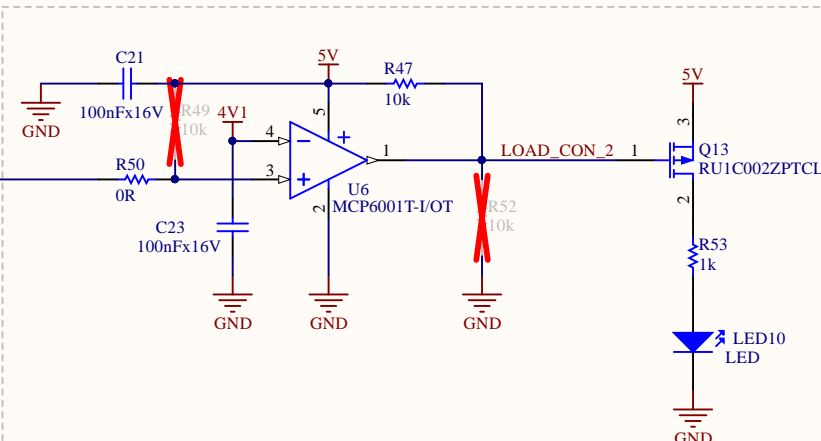 C21
100nFx16V
GND
R49
10k
4V1
5V
R47
10k
5
4
3
1
2
U6
MCP6001T-I/OT
R50
0R
C23
100nFx16V
GND
GND
LOAD_CON_2
R52
10k
GND
5V
3
1
Q13
RU1C002ZPTCL
2
R53
1k
LED10
LED
GND